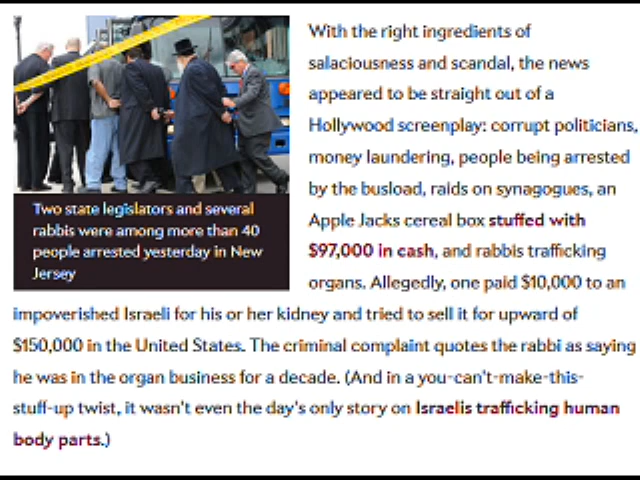 With the right ingredients of
salaciousness and scandal, the news
appeared to be straight out of a
Hollywood screenplay: corrupt politicians,
money laundering, people being arrested
by the busload, raids on synagogues, an
Apple Jacks cereal box stuffed with
$97,000 in cash, and rabbis trafficking
organs. Allegedly, one paid $10,000 to an
Two state legislators and several
rabbis were among more than 40
people arrested yesterday in New
Jersey
impoverished Israeli for his or her kidney and tried to sell it for upward of
$150,000 in the United States. The criminal complaint quotes the rabbi as saying
he was in the organ business for a decade. (And in a you-can't-make-this-
stuff-up twist, it wasn't even the day's only story on Israelis trafficking human
body parts.)